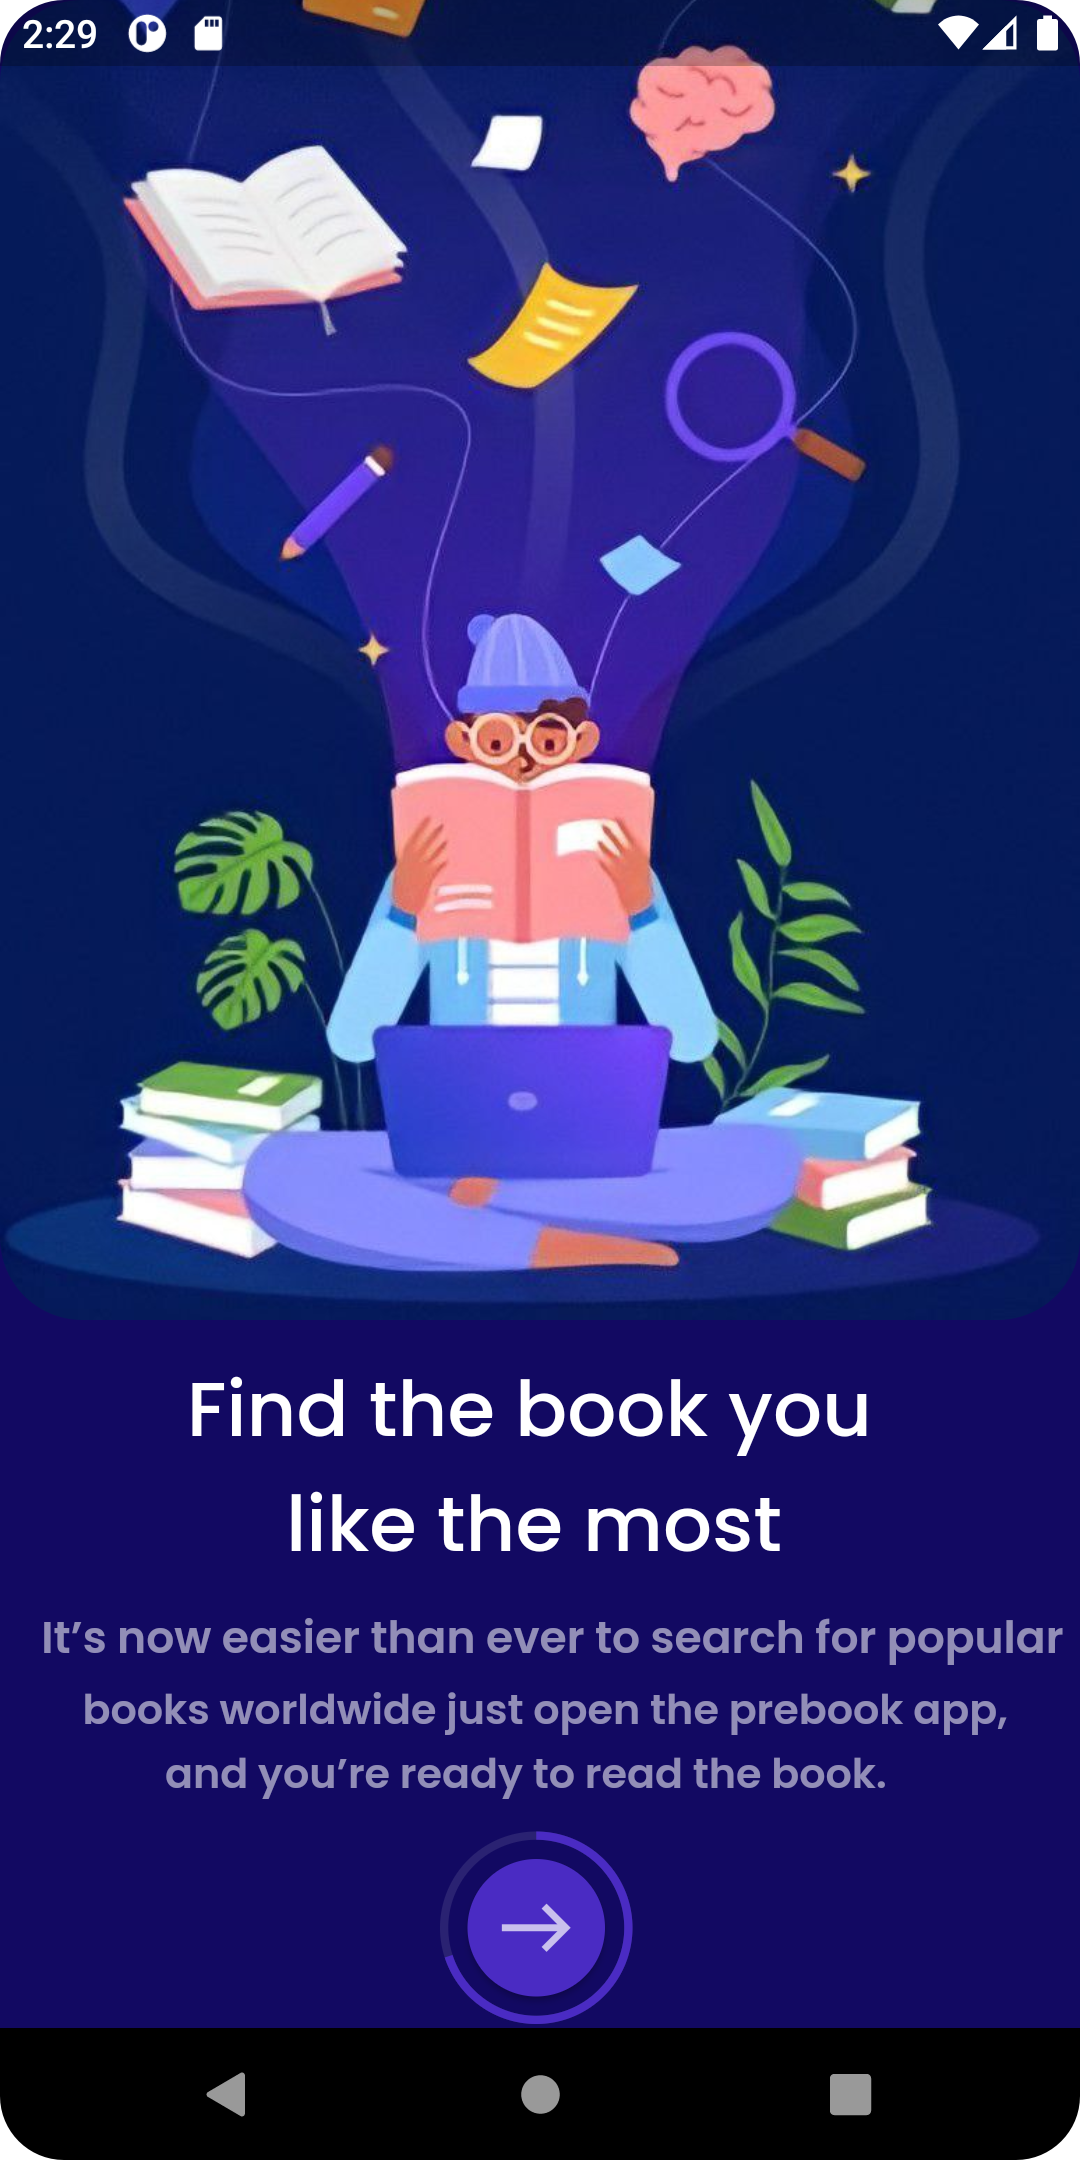 2:29
Find the book you
like the most
It’s now easier than ever to search for popular
books worldwide just open the prebook app,
and you’re ready to read the book.